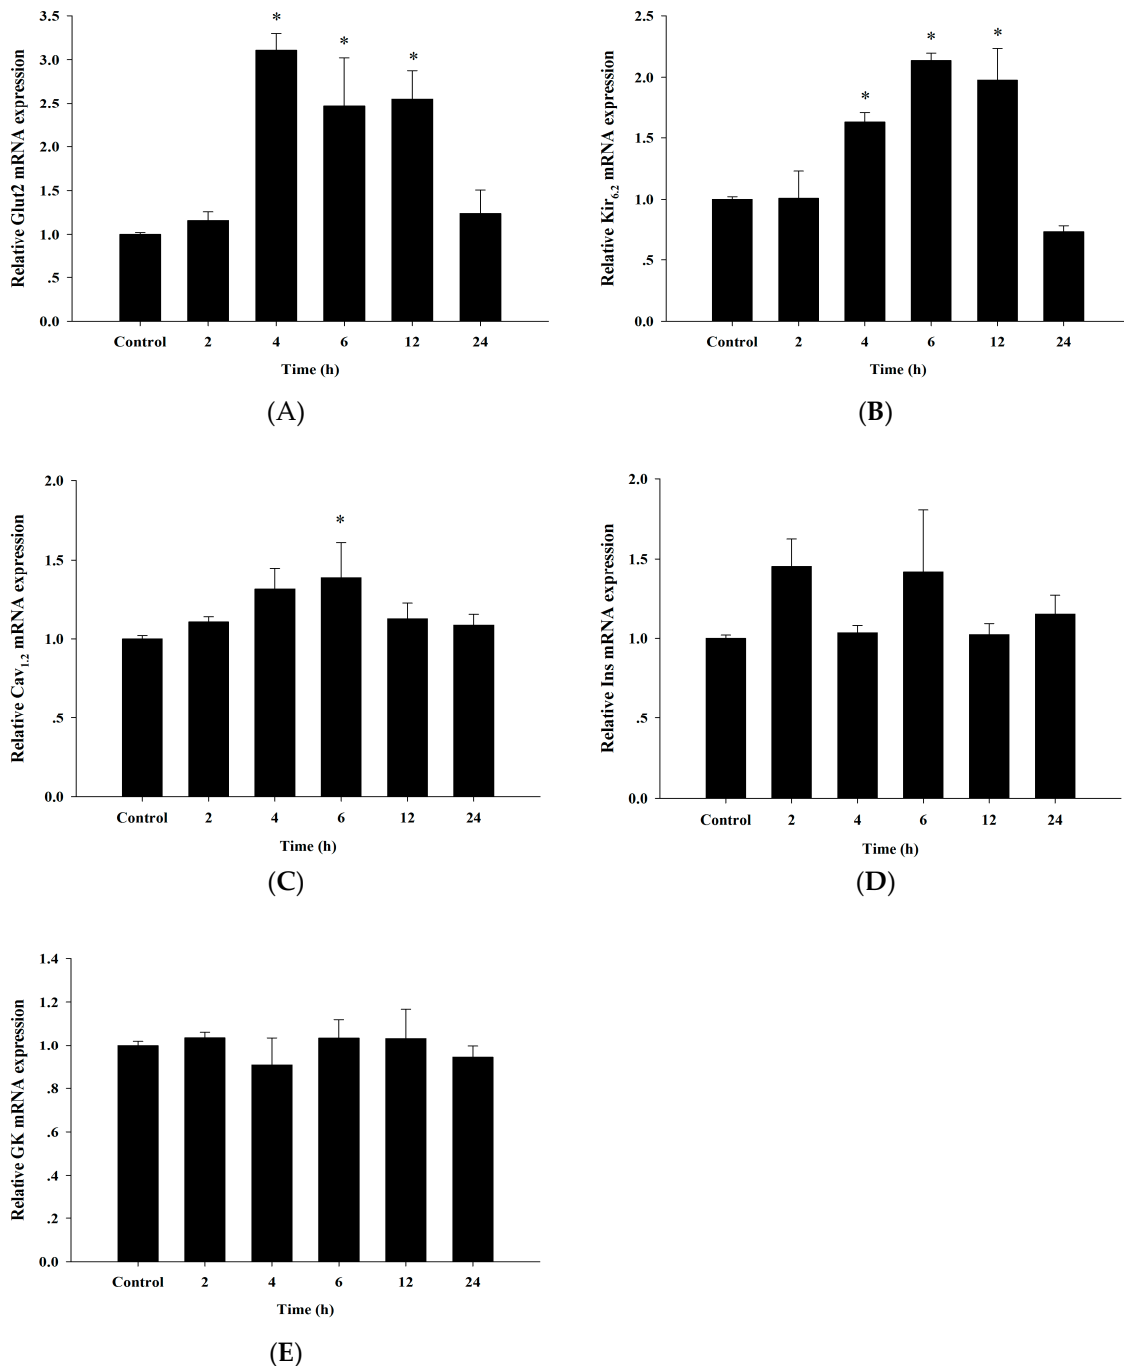 Relative Glut2 mRNA expression
3.5
3.0
2.5
2.0
1.5
1.0
.5
0.0
* * *
Control 2 4 6 12 24
Time (h)
(A)
Relative Kir6.2 mRNA expression
2.5
2.0
1.5
1.0
.5
0.0
* * *
Control 2 4 6 12 24
Time (h)
(B)
Relative Cav1.2 mRNA expression
2.0
1.5
1.0
.5
0.0
*
Control 2 4 6 12 24
Time (h)
(C)
Relative Ins mRNA expression
2.0
1.5
1.0
.5
0.0
Control 2 4 6 12 24
Time (h)
(D)
Relative GK mRNA expression
1.4
1.2
1.0
.8
.6
.4
.2
0.0
Control 2 4 6 12 24
Time (h)
(E)